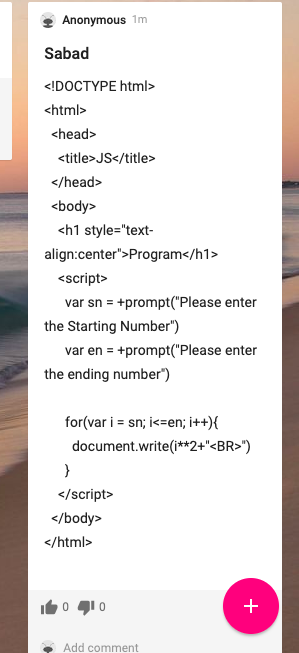 Anonymous 1m
Sabad
<!DOCTYPE html>
<html>
<head>
<title>JS</title>
</head>
<body>
<h1 style="text-
align:center">Program</h1>
<script>
var sn = +prompt("Please enter
the Starting Number")
var en = +prompt("Please enter
the ending number")
for(var i = sn; i<=en; i++){
document.write(i**2+"<BR>")
}
</script>
</body>
</html>
0 0
Add comment